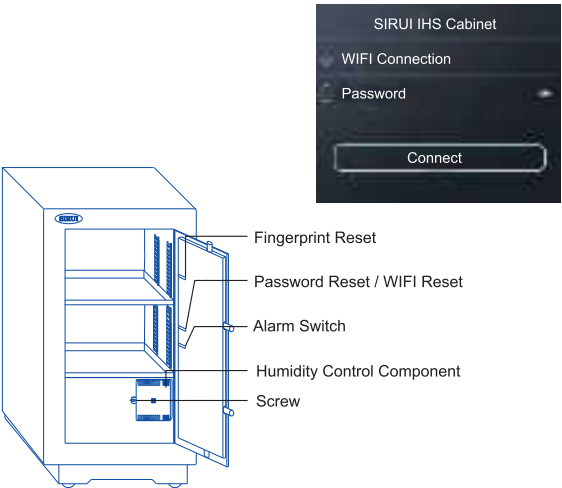 SIRUI IHS Cabinet
WIFI Connection
Password
Connect
SIRUI
Fingerprint Reset
Password Reset / WIFI Reset
Alarm Switch
Humidity Control Component
Screw